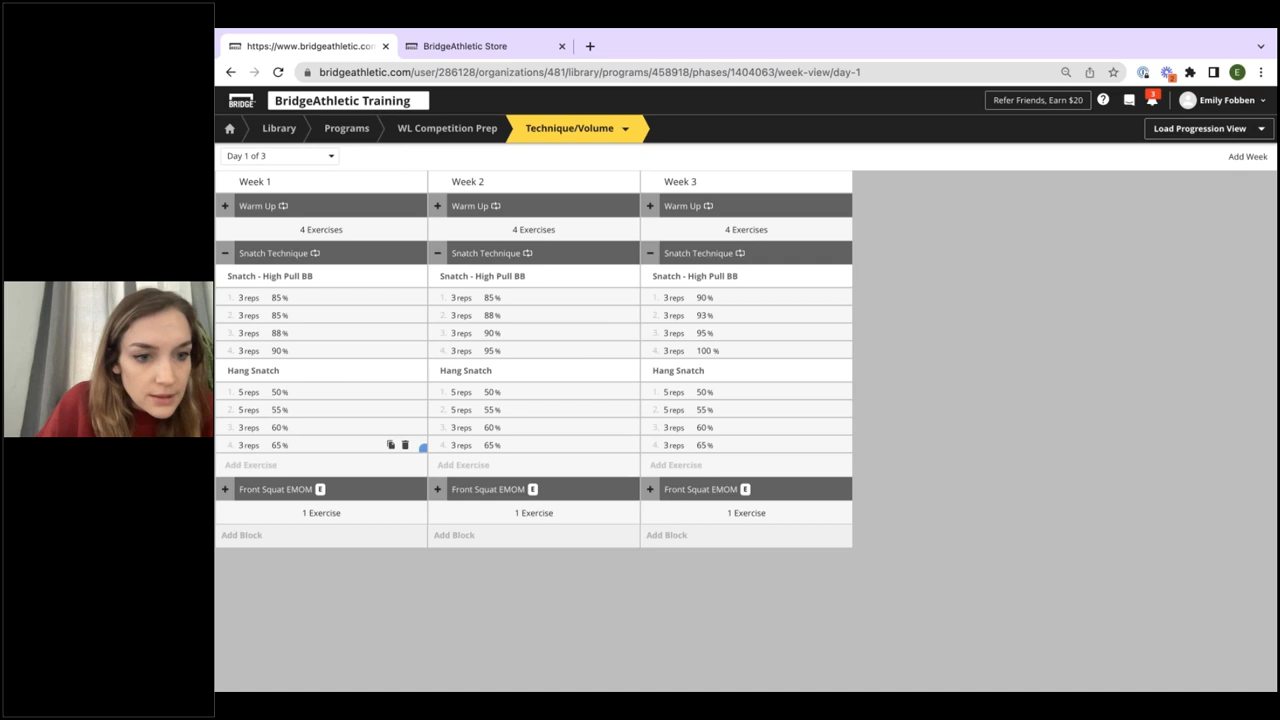 https://www.bridgeathletic.con
BridgeAthletic Store
bridgeathletic.com/user/286128/organizations/481/library/programs/458918/phases/1404063/week-view/day-1
2
E
BRIDGE
BridgeAthletic Training
Refer Friends, Earn $20
3
Emily Fobben
Library
Programs
WL Competition Prep
Technique/Volume
Load Progression View
Day 1 of 3
Add Week
Week 1
Week 2
Week 3
+ Warm Up
+ Warm Up
+ Warm Up
4 Exercises
4 Exercises
4 Exercises
− Snatch Technique
− Snatch Technique
− Snatch Technique
Snatch - High Pull BB
Snatch - High Pull BB
Snatch - High Pull BB
1. 3 reps 85 %
1. 3 reps 85 %
1. 3 reps 90 %
2. 3 reps 85 %
2. 3 reps 88 %
2. 3 reps 93 %
3. 3 reps 88 %
3. 3 reps 90 %
3. 3 reps 95 %
4. 3 reps 90 %
4. 3 reps 95 %
4. 3 reps 100 %
Hang Snatch
Hang Snatch
Hang Snatch
1. 5 reps 50 %
1. 5 reps 50 %
1. 5 reps 50 %
2. 5 reps 55 %
2. 5 reps 55 %
2. 5 reps 55 %
3. 3 reps 60 %
3. 3 reps 60 %
3. 3 reps 60 %
4. 3 reps 65 %
4. 3 reps 65 %
4. 3 reps 65 %
Add Exercise
Add Exercise
Add Exercise
+ Front Squat EMOM E
+ Front Squat EMOM E
+ Front Squat EMOM E
1 Exercise
1 Exercise
1 Exercise
Add Block
Add Block
Add Block